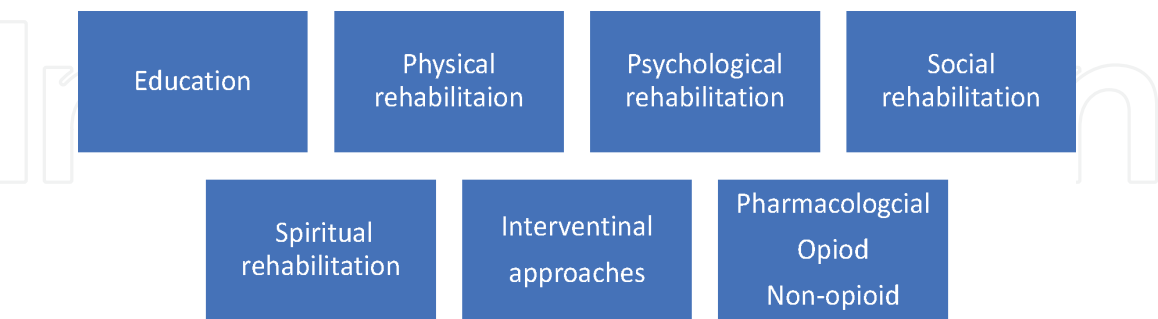 Education
Physical
rehabilitaion
Psychological
rehabilitation
Social
rehabilitation
Spiritual
rehabilitation
Interventinal
approaches
Pharmacologcial
Opiod
Non-opioid